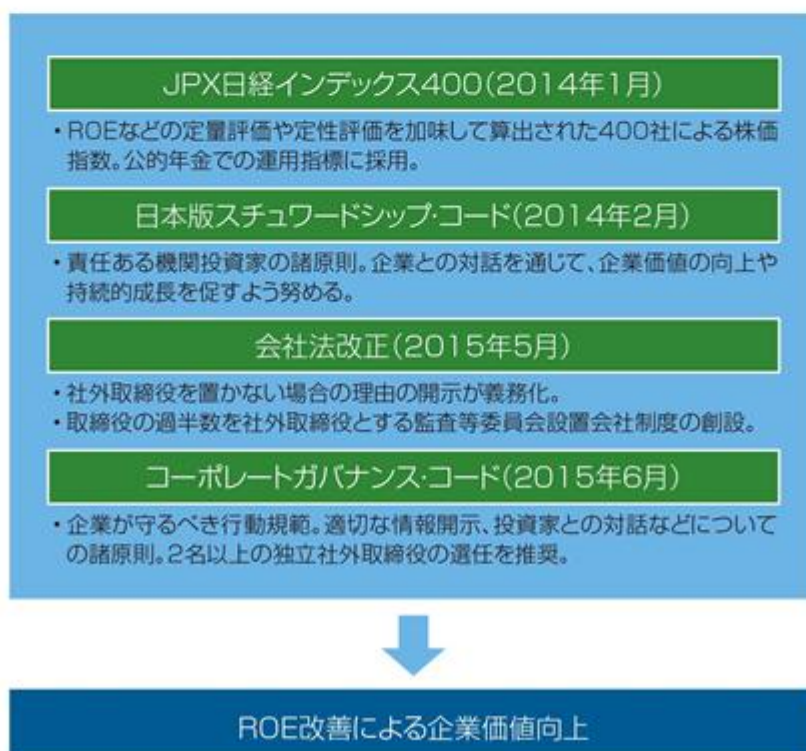 JPX日経インデックス400(2014年1月)
・ROEなどの定量評価や定性評価を加味して算出された400社による株価
指数。公的年金での運用指標に採用。
日本版スチュワードシップ・コード(2014年2月)
・責任ある機関投資家の諸原則。企業との対話を通じて、企業価値の向上や
持続的成長を促すよう努める。
会社法改正(2015年5月)
・社外取締役を置かない場合の理由の開示が義務化。
・取締役の過半数を社外取締役とする監査等委員会設置会社制度の創設。
コーポレートガバナンス・コード(2015年6月)
・企業が守るべき行動規範。適切な情報開示、投資家との対話などについて
の諸原則。2名以上の独立社外取締役の選任を推奨。
ROE改善による企業価値向上